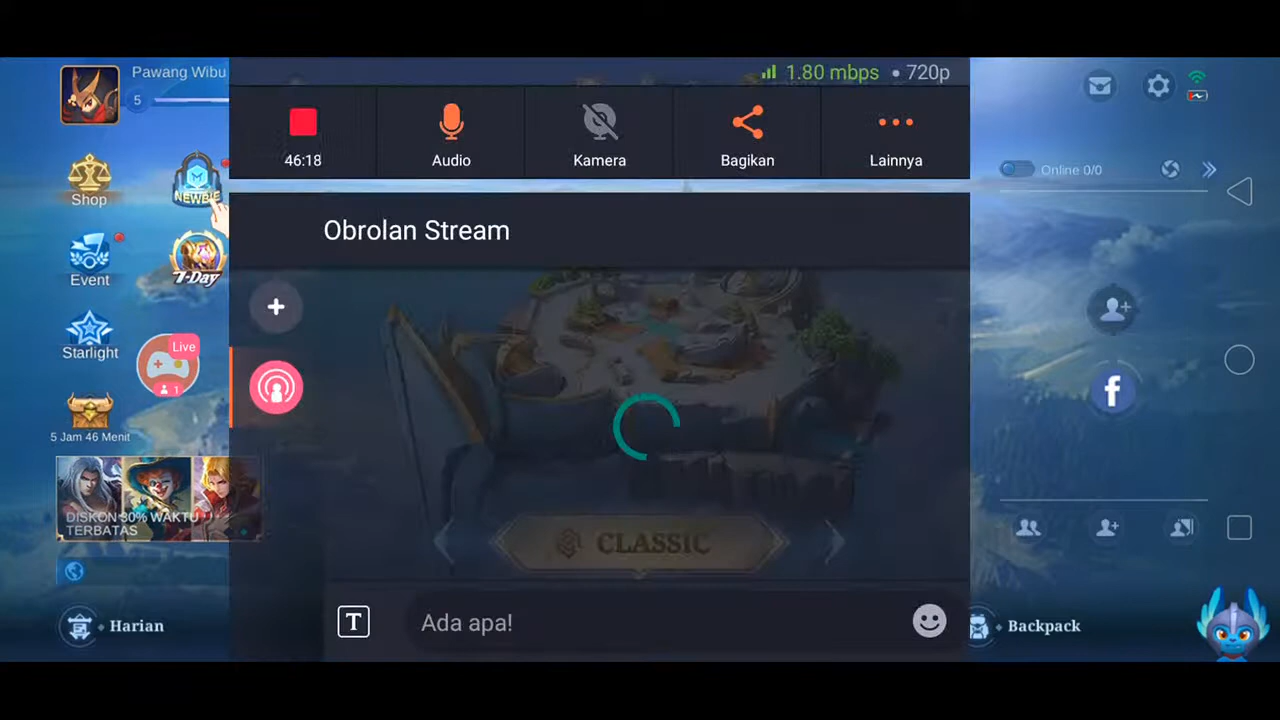 Pawang Wibu
5
1.80 mbps • 720p
46:18
Audio
Kamera
Bagikan
Lainnya
Online 0/0
Shop
NEWBIE
Obrolan Stream
Event
7-Day
Starlight
Live
1
5 Jam 46 Menit
DISKON 30% WAKTU
TERBATAS
CLASSIC
T
Ada apa!
Harian
Backpack